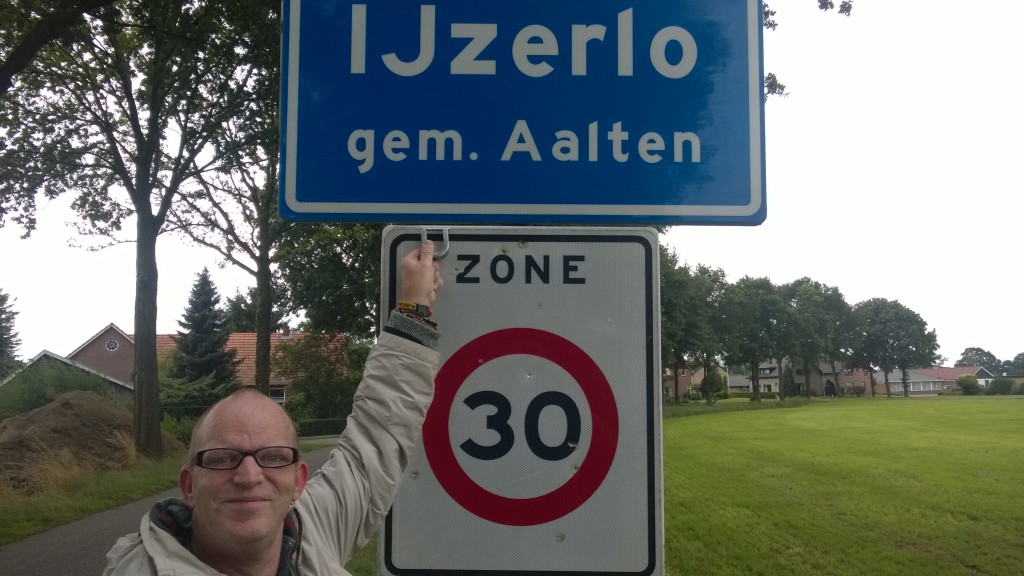 IJzerlo
gem. Aalten
ZONE
30